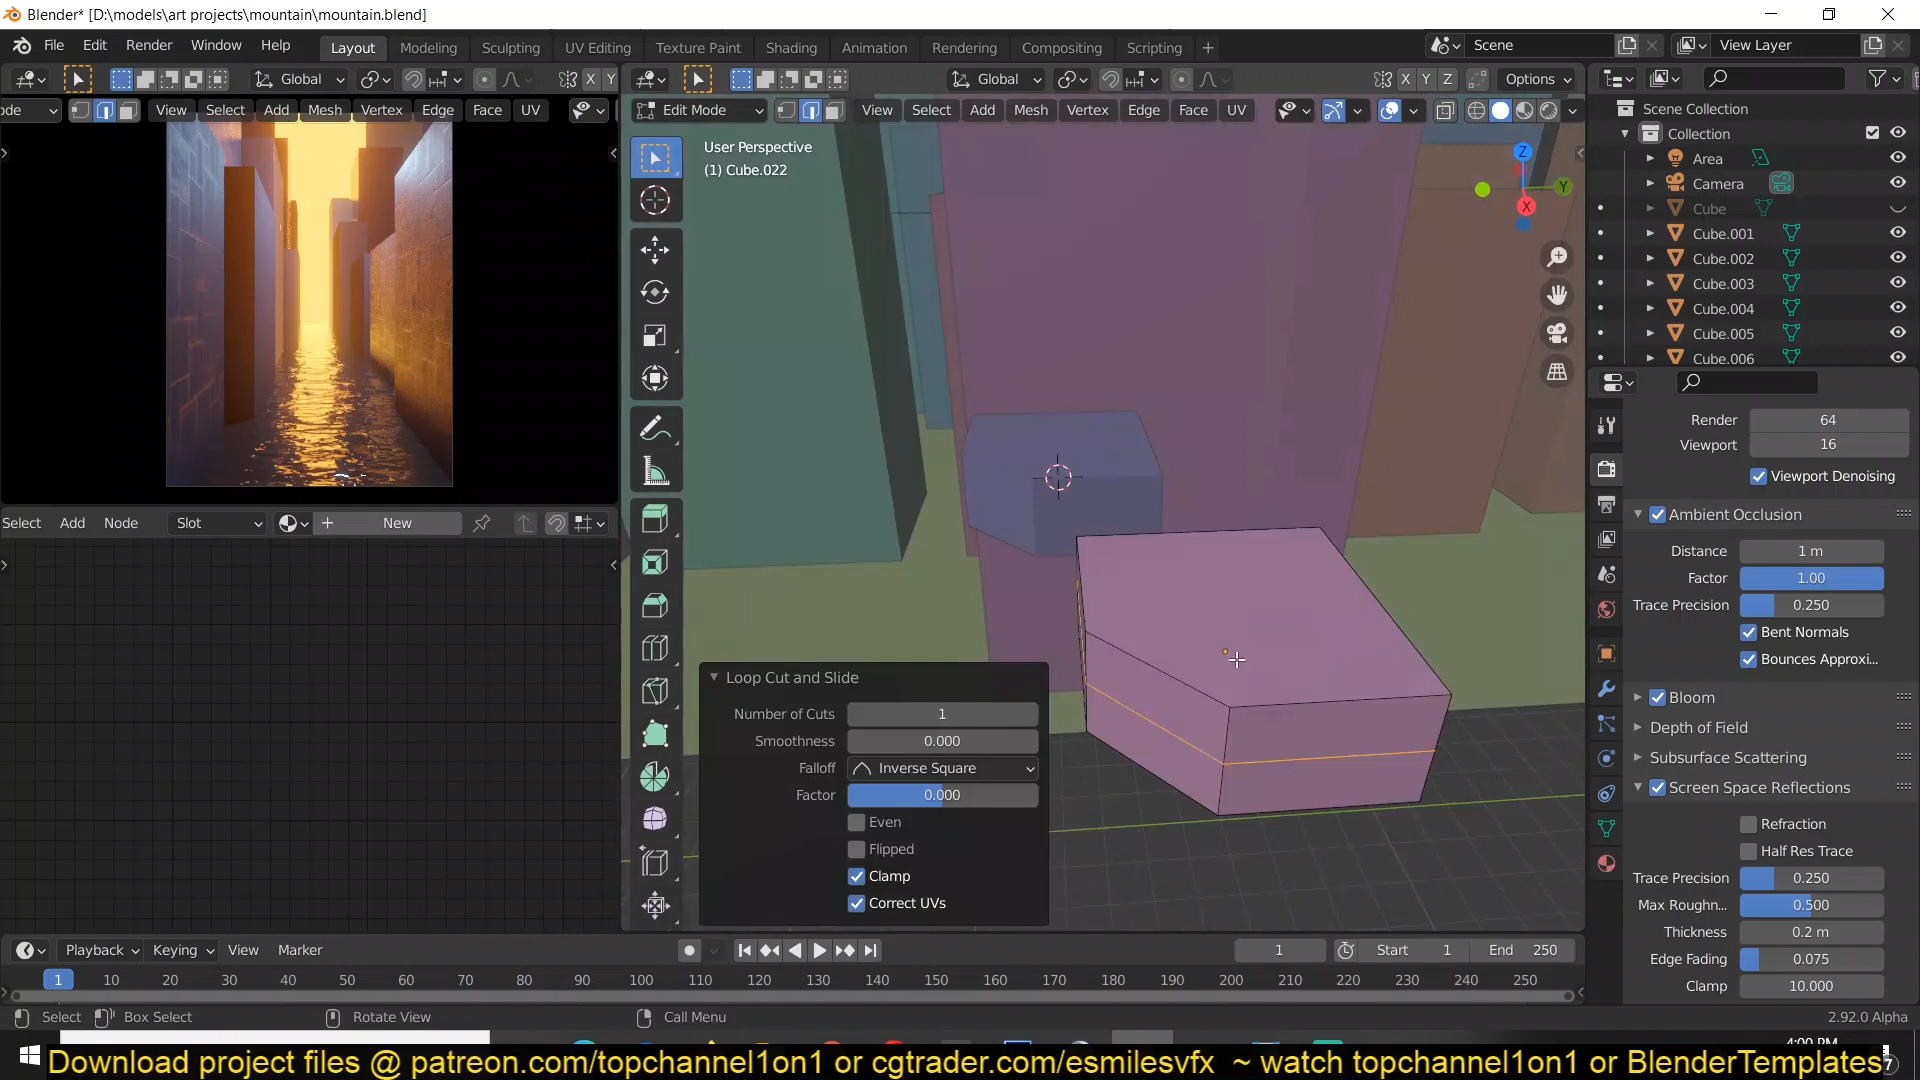 Blender* [D:\models\art projects\mountain\mountain.blend]
File Edit Render Window Help Layout Modeling Sculpting UV Editing Texture Paint Shading Animation Rendering Geometry Compositing Scripting + Scene View Layer
Global Global X Y Z Options
Select Add Mesh Vertex Edge Face UV View Edit Mode View Select Add Mesh Vertex Edge Face UV
User Perspective
(1) Cube.022
Z
Y
X
Scene Collection
Collection
Area
Camera
Cube
Cube.001
Cube.002
Cube.003
Cube.004
Cube.005
Cube.006
Render 64
Viewport 16
Viewport Denoising
Ambient Occlusion
Distance 1 m
Factor 1.00
Trace Precision 0.250
Bent Normals
Bounces Approxi...
Bloom
Depth of Field
Subsurface Scattering
Screen Space Reflections
Refraction
Half Res Trace
Trace Precision 0.250
Max Roughn... 0.500
Thickness 0.2 m
Edge Fading 0.075
Clamp 10.000
Select Add Node Slot New
Loop Cut and Slide
Number of Cuts 1
Smoothness 0.000
Falloff Inverse Square
Factor 0.000
Even
Flipped
Clamp
Correct UVs
Playback Keying View Marker 1 Start 1 End 250
1 10 20 30 40 50 60 70 80 90 100 110 120 130 140 150 160 170 180 190 200 210 220 230 240 250
Select Box Select Rotate View Call Menu 2.92.0 Alpha
Download project files @ patreon.com/topchannel1on1 or cgtrader.com/esmilesvfx ~ watch topchannel1on1 or BlenderTemplates